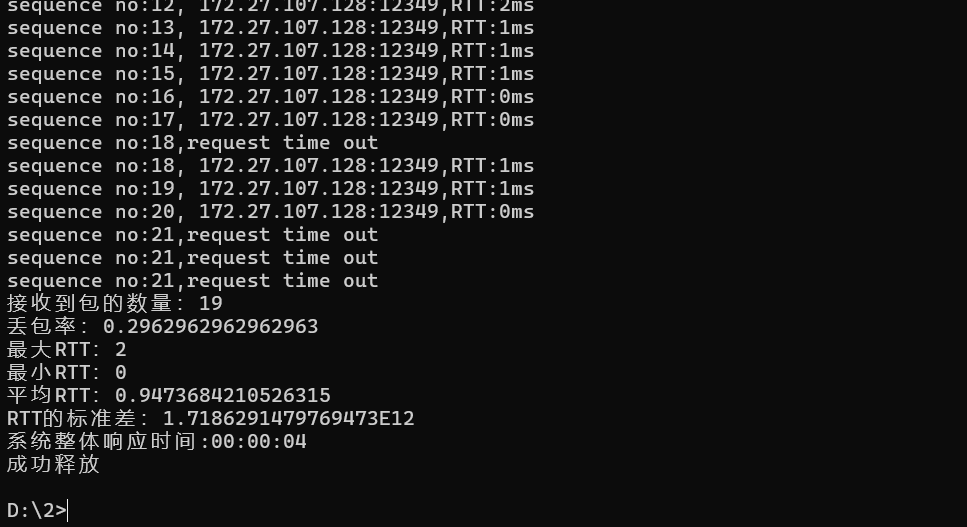 sequence no:12, 172.27.107.128:12349,RTT:2ms
sequence no:13, 172.27.107.128:12349,RTT:1ms
sequence no:14, 172.27.107.128:12349,RTT:1ms
sequence no:15, 172.27.107.128:12349,RTT:1ms
sequence no:16, 172.27.107.128:12349,RTT:0ms
sequence no:17, 172.27.107.128:12349,RTT:0ms
sequence no:18,request time out
sequence no:18, 172.27.107.128:12349,RTT:1ms
sequence no:19, 172.27.107.128:12349,RTT:1ms
sequence no:20, 172.27.107.128:12349,RTT:0ms
sequence no:21,request time out
sequence no:21,request time out
sequence no:21,request time out
接收到包的数量: 19
丢包率: 0.2962962962962963
最大RTT: 2
最小RTT: 0
平均RTT: 0.9473684210526315
RTT的标准差: 1.7186291479769473E12
系统整体响应时间:00:00:04
成功释放
D:\2>